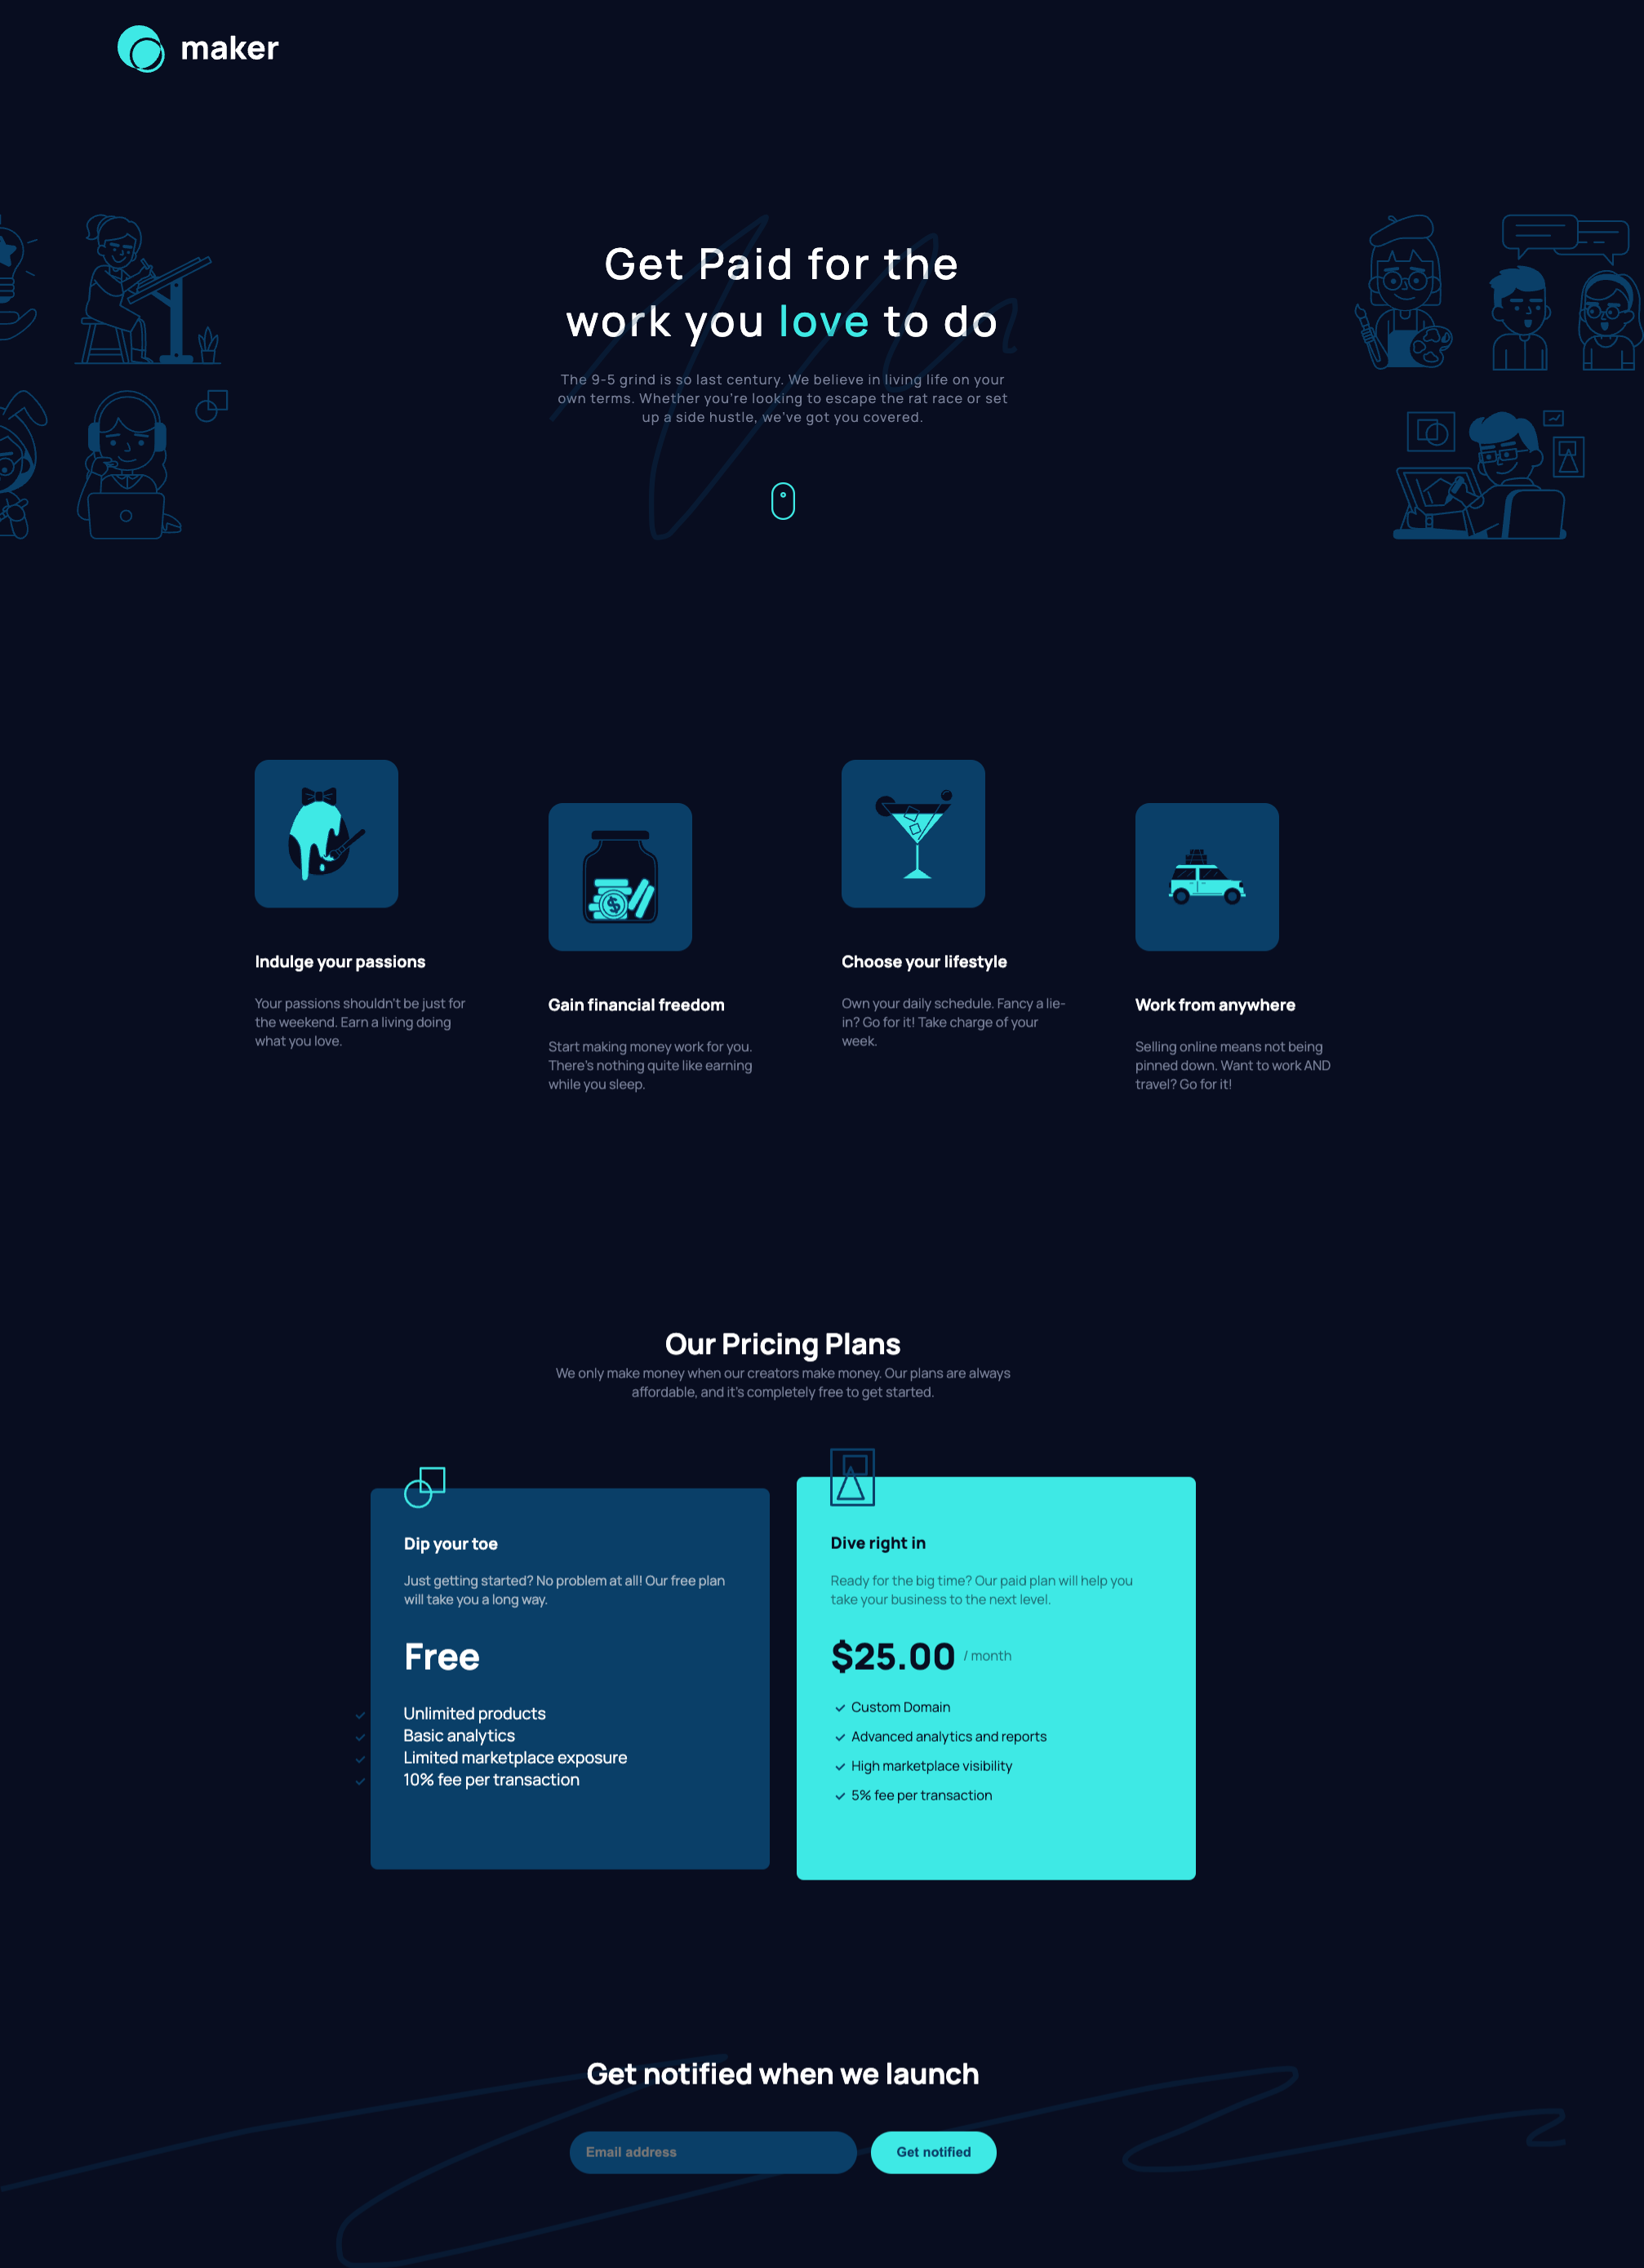 maker
Get Paid for the
work you love to do
The 9-5 grind is so last century. We believe in living life on your
own terms. Whether you're looking to escape the rat race or set
up a side hustle, we've got you covered.
Indulge your passions
Your passions shouldn't be just for
the weekend. Earn a living doing
what you love.
Gain financial freedom
Start making money work for you.
There's nothing quite like earning
while you sleep.
Choose your lifestyle
Own your daily schedule. Fancy a lie-
in? Go for it! Take charge of your
week.
Work from anywhere
Selling online means not being
pinned down. Want to work AND
travel? Go for it!
Our Pricing Plans
We only make money when our creators make money. Our plans are always
affordable, and it's completely free to get started.
Dip your toe
Just getting started? No problem at all! Our free plan
will take you a long way.
Free
Unlimited products
Basic analytics
Limited marketplace exposure
10% fee per transaction
Dive right in
Ready for the big time? Our paid plan will help you
take your business to the next level.
$25.00 / month
Custom Domain
Advanced analytics and reports
High marketplace visibility
5% fee per transaction
Get notified when we launch
Email address
Get notified